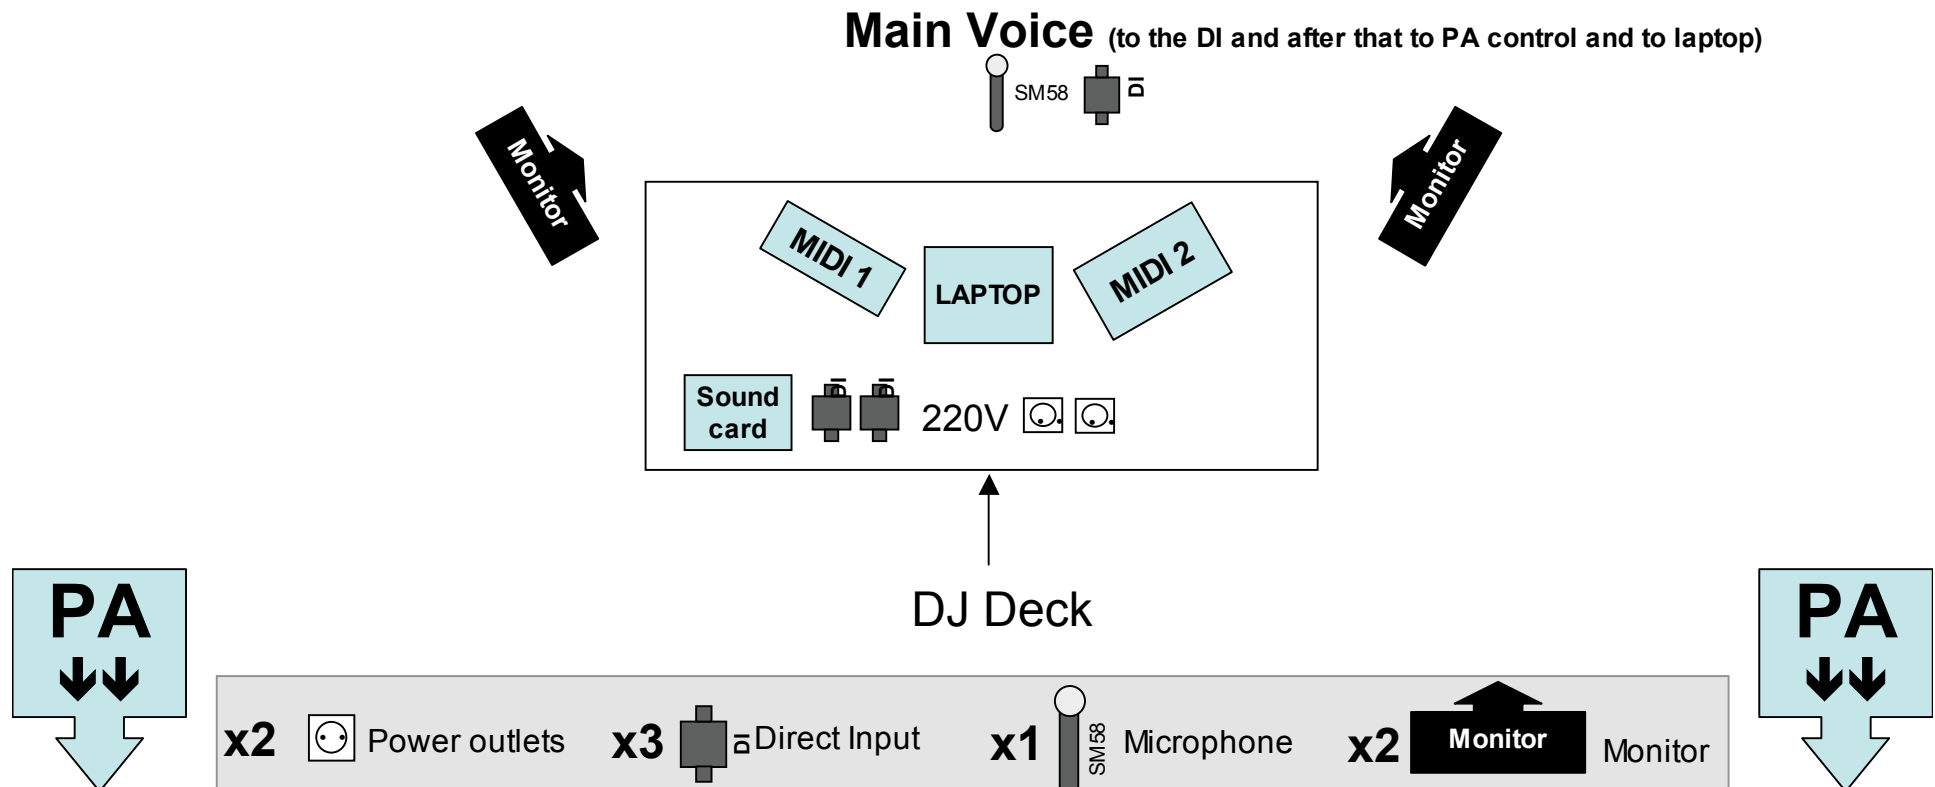 Main Voice (to the DI and after that to PA control and to laptop)
SM58
DI
Monitor
Monitor
MIDI 1
LAPTOP
MIDI 2
Sound
card
DI
DI
220V
DJ Deck
PA
PA
x2 Power outlets
x3 DI Direct Input
x1 SM58 Microphone
x2 Monitor Monitor